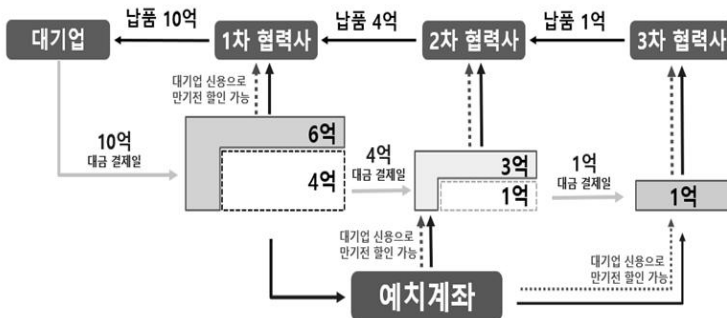 납품 10억
납품 4억
납품 1억
대기업
1차 협력사
2차 협력사
3차 협력사
대기업 신용으로
만기전 할인 가능
10억
대금 결제일
6억
4억
4억
대금 결제일
3억
1억
1억
대금 결제일
1억
대기업 신용으로
만기전 할인 가능
대기업 신용으로
만기전 할인 가능
예치계좌